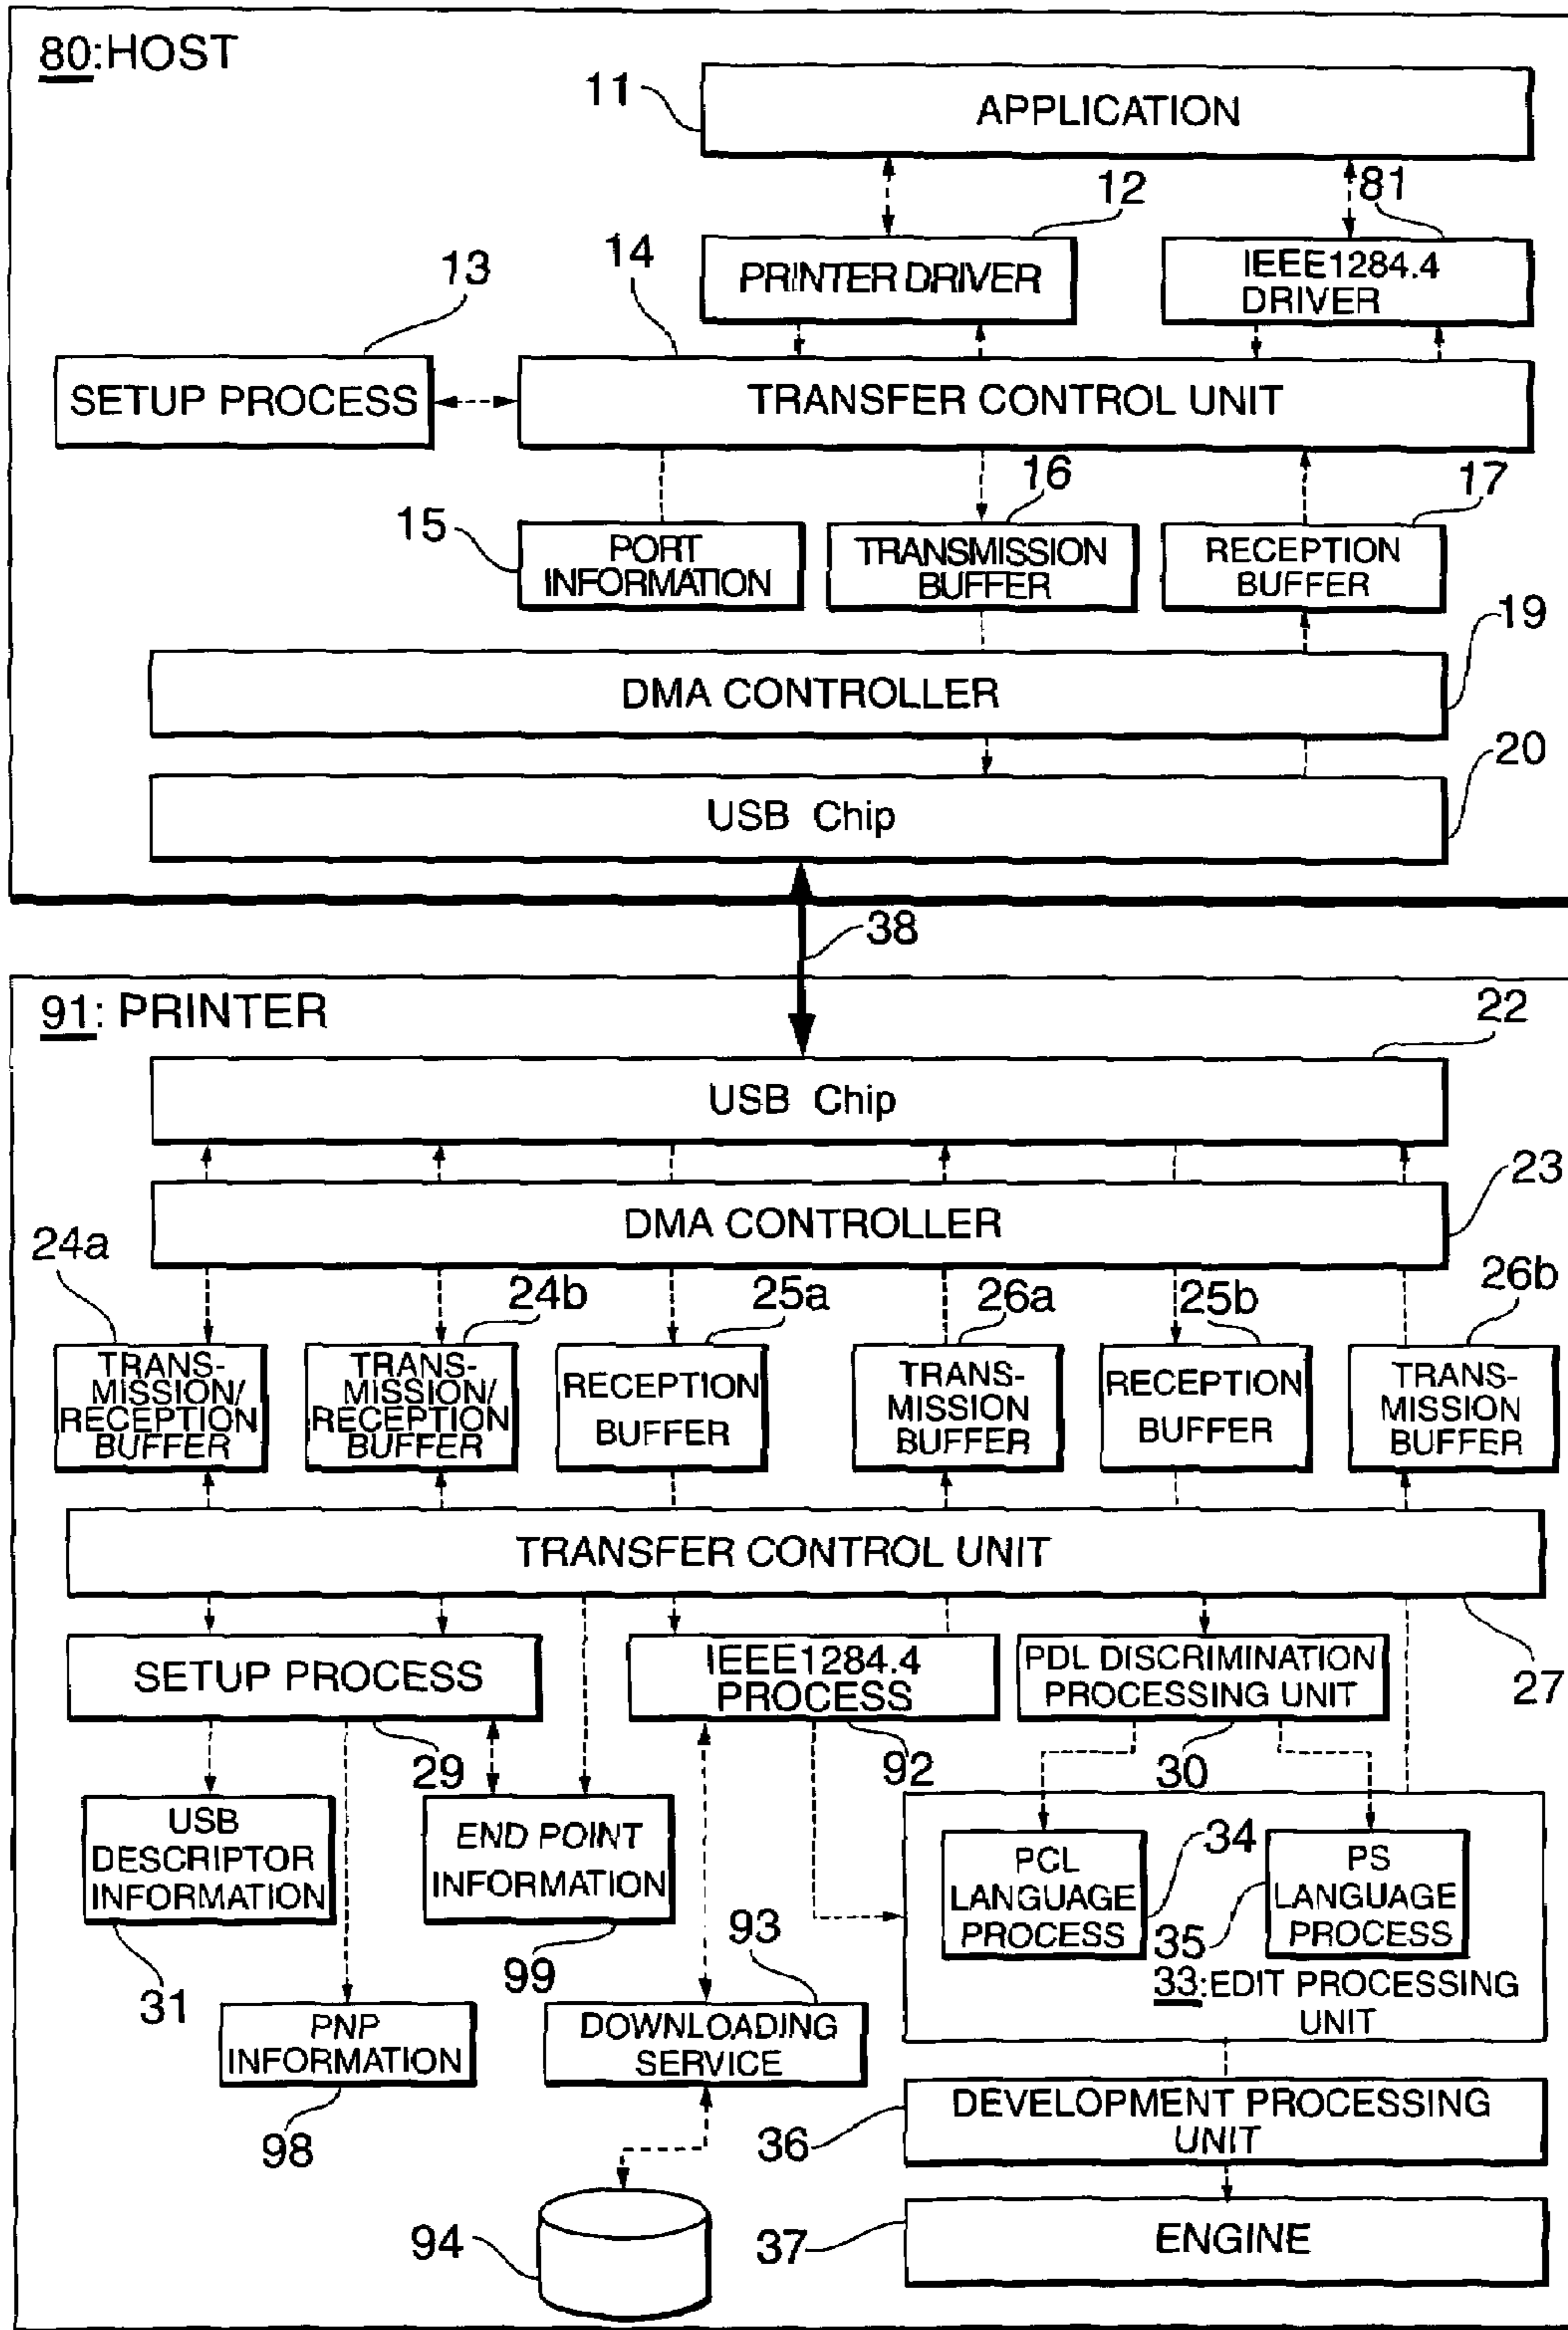 80:HOST
11
APPLICATION
12
81
13
14
PRINTER DRIVER
IEEE1284.4
DRIVER
SETUP PROCESS
TRANSFER CONTROL UNIT
15
16
17
PORT
INFORMATION
TRANSMISSION
BUFFER
RECEPTION
BUFFER
19
DMA CONTROLLER
20
USB Chip
38
91: PRINTER
22
USB Chip
23
DMA CONTROLLER
24a
24b
25a
26a
25b
26b
TRANS-
MISSION/
RECEPTION
BUFFER
TRANS-
MISSION/
RECEPTION
BUFFER
RECEPTION
BUFFER
TRANS-
MISSION
BUFFER
RECEPTION
BUFFER
TRANS-
MISSION
BUFFER
TRANSFER CONTROL UNIT
27
SETUP PROCESS
IEEE1284.4
PROCESS
PDL DISCRIMINATION
PROCESSING UNIT
29
92
30
USB
DESCRIPTOR
INFORMATION
END POINT
INFORMATION
PCL
LANGUAGE
PROCESS
34
PS
LANGUAGE
PROCESS
35
31
99
93
33:EDIT PROCESSING
UNIT
PNP
INFORMATION
DOWNLOADING
SERVICE
98
36
DEVELOPMENT PROCESSING
UNIT
94
37
ENGINE